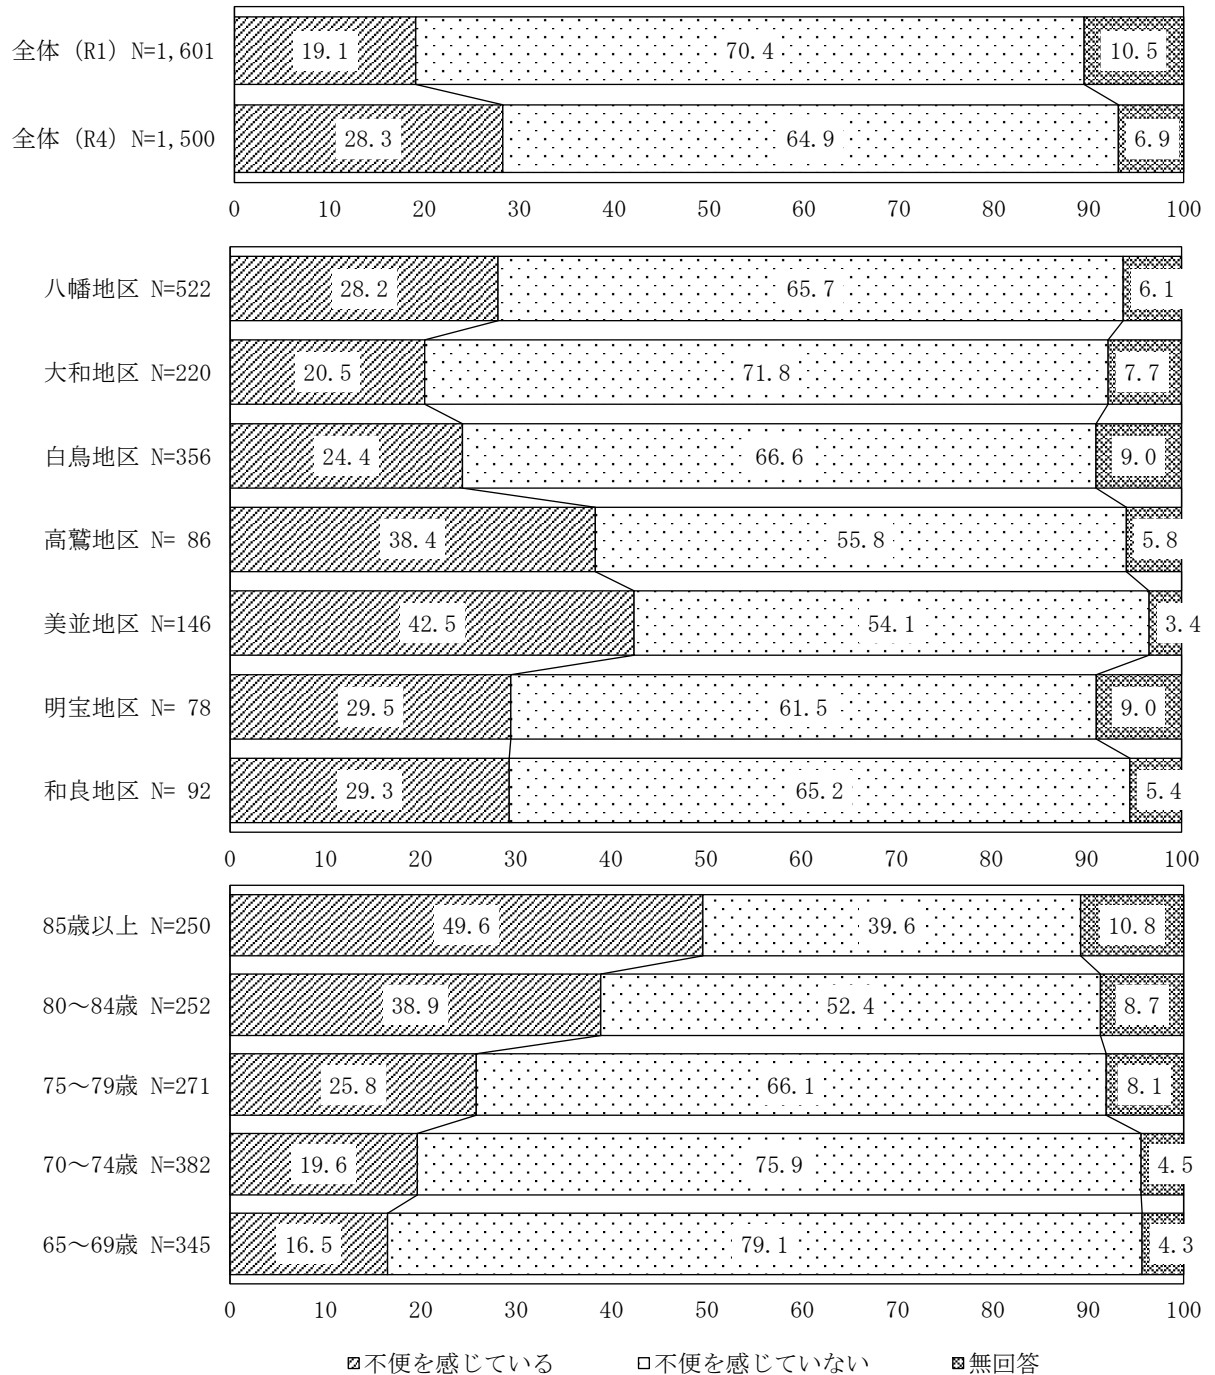 全体（R1）N=1,601 19.1 70.4 10.5
全体（R4）N=1,500 28.3 64.9 6.9
0 10 20 30 40 50 60 70 80 90 100
八幡地区 N=522 28.2 65.7 6.1
大和地区 N=220 20.5 71.8 7.7
白鳥地区 N=356 24.4 66.6 9.0
高鷲地区 N= 86 38.4 55.8 5.8
美並地区 N=146 42.5 54.1 3.4
明宝地区 N= 78 29.5 61.5 9.0
和良地区 N= 92 29.3 65.2 5.4
0 10 20 30 40 50 60 70 80 90 100
85歳以上 N=250 49.6 39.6 10.8
80～84歳 N=252 38.9 52.4 8.7
75～79歳 N=271 25.8 66.1 8.1
70～74歳 N=382 19.6 75.9 4.5
65～69歳 N=345 16.5 79.1 4.3
0 10 20 30 40 50 60 70 80 90 100
不便を感じている 不便を感じていない 無回答